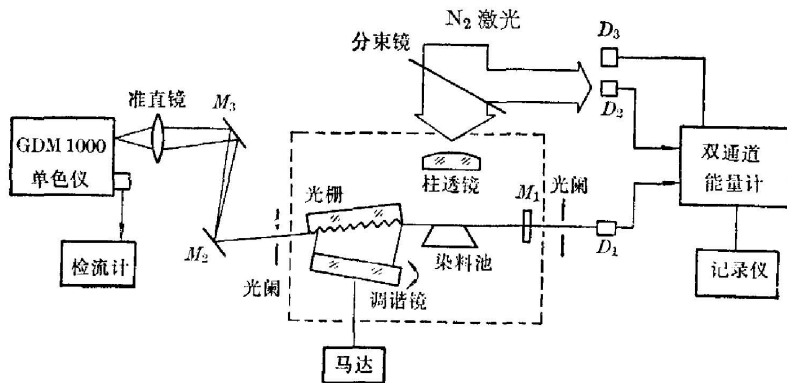 N₂ 激光
分束镜
D₃
D₂
准直镜
M₃
GDM 1000
单色仪
双通道
能量计
柱透镜
光阑
M₁
光栅
M₂
D₁
染料池
检流计
光阑
调谐镜
记录仪
马达